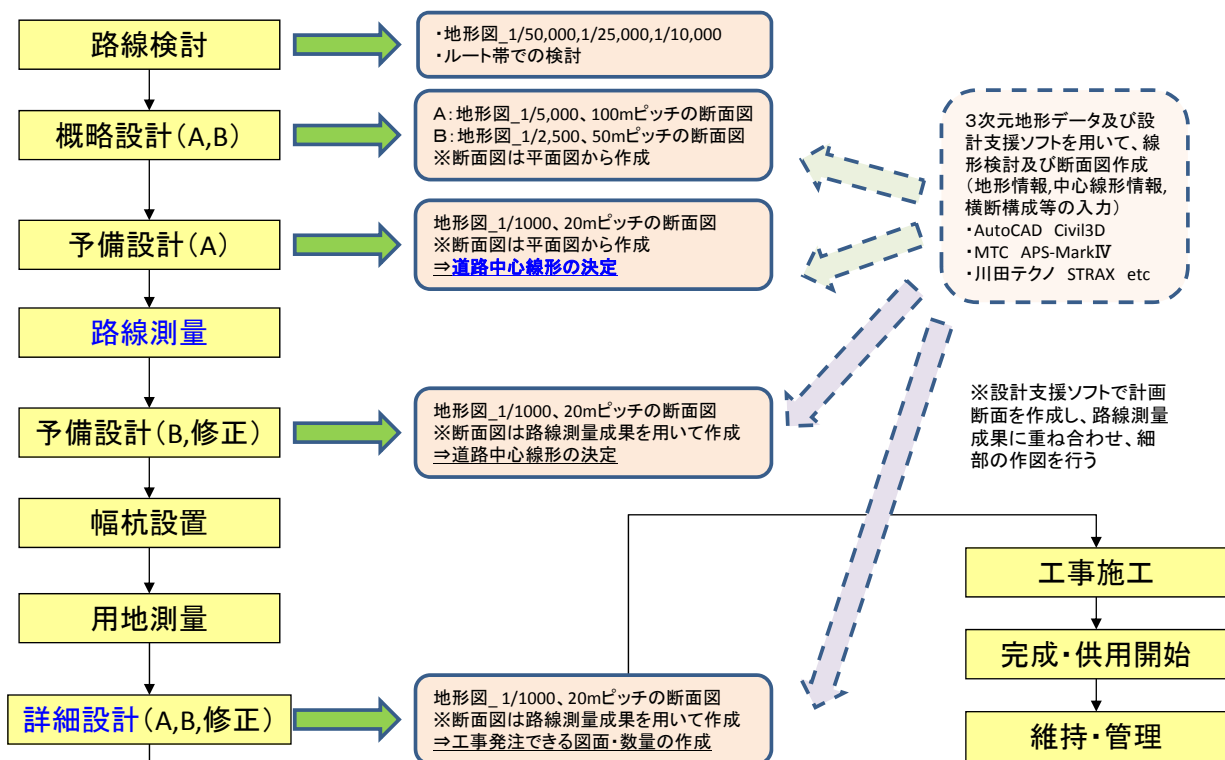 路線検討
・地形図_1/50,000,1/25,000,1/10,000
・ルート帯での検討
概略設計(A,B)
A:地形図_1/5,000、100mピッチの断面図
B:地形図_1/2,500、50mピッチの断面図
※断面図は平面図から作成
予備設計(A)
地形図_1/1000、20mピッチの断面図
※断面図は平面図から作成
⇒道路中心線形の決定
3次元地形データ及び設
計支援ソフトを用いて、線
形検討及び断面図作成
(地形情報,中心線形情報,
横断構成等の入力)
・AutoCAD Civil3D
・MTC APS-MarkⅣ
・川田テクノ STRAX etc
路線測量
予備設計(B,修正)
地形図_1/1000、20mピッチの断面図
※断面図は路線測量成果を用いて作成
⇒道路中心線形の決定
※設計支援ソフトで計画
断面を作成し、路線測量
成果に重ね合わせ、細
部の作図を行う
幅杭設置
用地測量
詳細設計(A,B,修正)
地形図_1/1000、20mピッチの断面図
※断面図は路線測量成果を用いて作成
⇒工事発注できる図面・数量の作成
工事施工
完成・供用開始
維持・管理